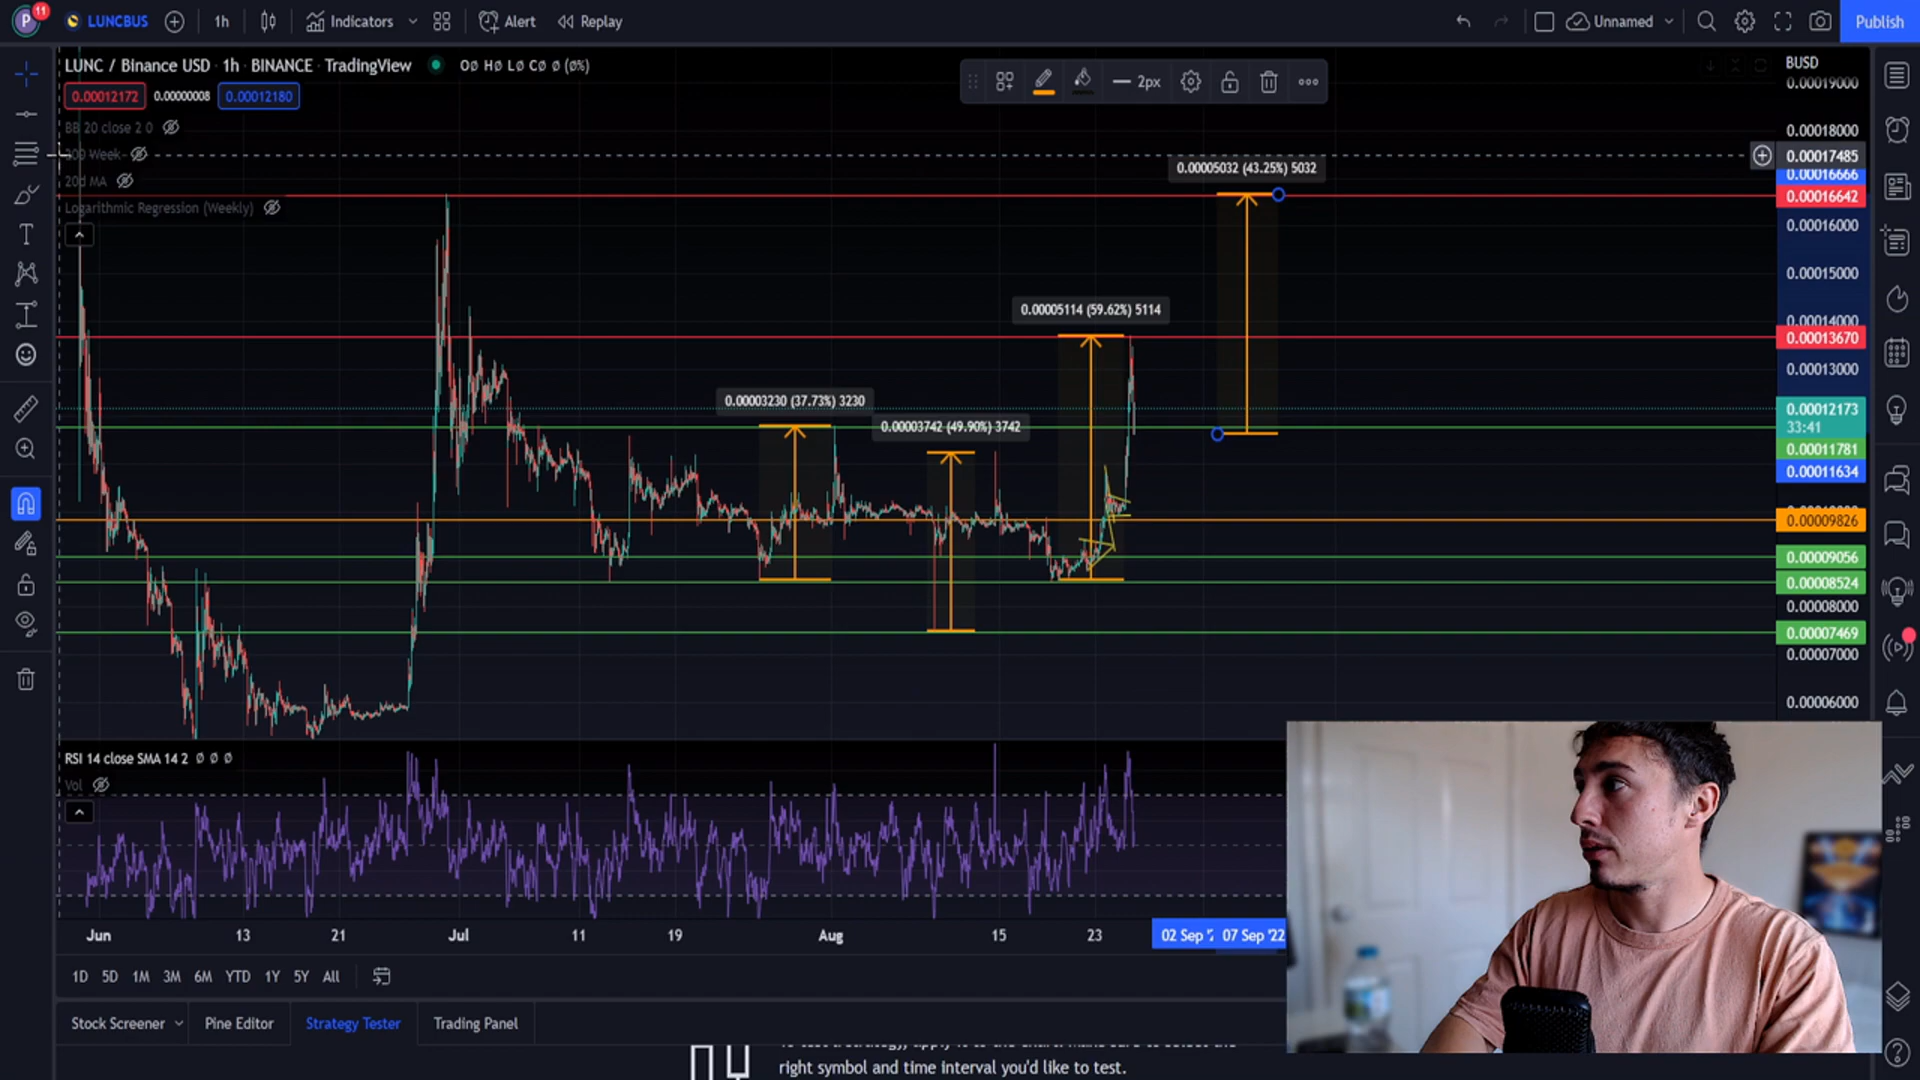 P 11 LUNCBUS 1h Indicators Alert Replay Unnamed Publish
LUNC / Binance USD · 1h · BINANCE · TradingView O∅ H∅ L∅ C∅ ∅ (∅%)
0.00012172 0.00000008 0.00012180
2px
BB 20 close 2 0
Week
20d MA
Logarithmic Regression (Weekly)
0.00005032 (43.25%) 5032
0.00005114 (59.62%) 5114
0.00003230 (37.73%) 3230
0.00003742 (49.90%) 3742
BUSD
0.00019000
0.00018000
0.00017485
0.00016666
0.00016642
0.00016000
0.00015000
0.00014000
0.00013670
0.00013000
0.00012173
33:41
0.00011781
0.00011634
0.00009826
0.00009056
0.00008524
0.00008000
0.00007469
0.00007000
0.00006000
RSI 14 close SMA 14 2 ∅ ∅ ∅
Vol
Jun 13 21 Jul 11 19 Aug 15 23 02 Sep '2 07 Sep '22
1D 5D 1M 3M 6M YTD 1Y 5Y All
Stock Screener Pine Editor Strategy Tester Trading Panel
right symbol and time interval you'd like to test.